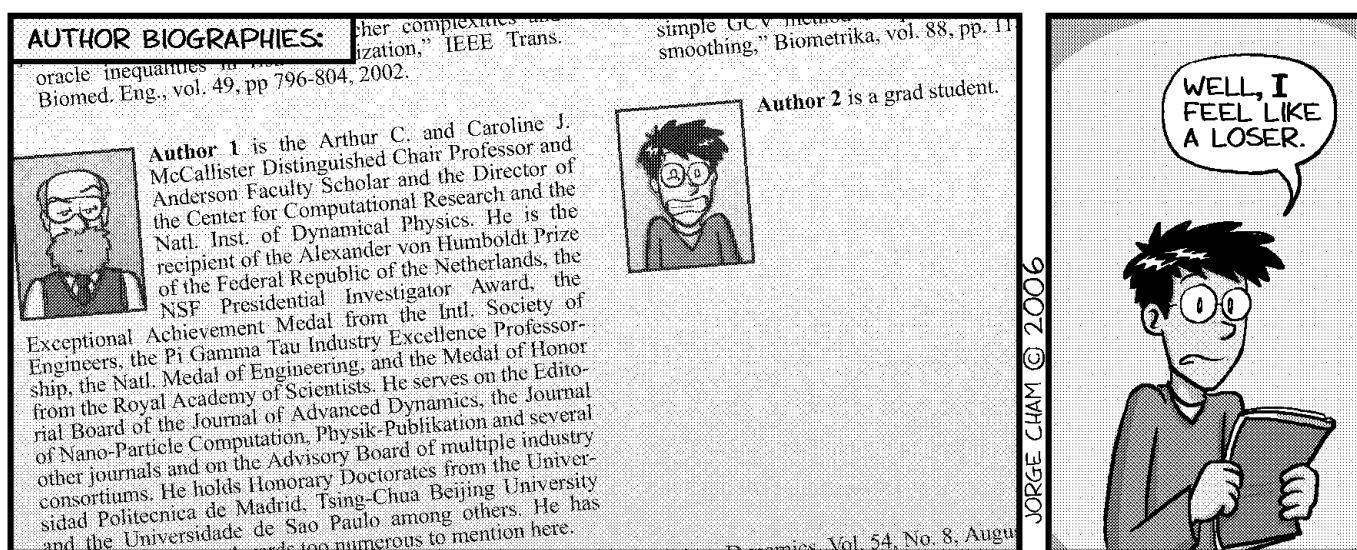 AUTHOR BIOGRAPHIES:
complexities and
oracle inequalities in ization,” IEEE Trans.
Biomed. Eng., vol. 49, pp 796-804, 2002.
Author 1 is the Arthur C. and Caroline J.
McCallister Distinguished Chair Professor and
Anderson Faculty Scholar and the Director of
the Center for Computational Research and the
Natl. Inst. of Dynamical Physics. He is the
recipient of the Alexander von Humboldt Prize
of the Federal Republic of the Netherlands, the
NSF Presidential Investigator Award, the
Exceptional Achievement Medal from the Intl. Society of
Engineers, the Pi Gamma Tau Industry Excellence Professor-
ship, the Natl. Medal of Engineering, and the Medal of Honor
from the Royal Academy of Scientists. He serves on the Edito-
rial Board of the Journal of Advanced Dynamics, the Journal
of Nano-Particle Computation, Physik-Publikation and several
other journals and on the Advisory Board of multiple industry
consortiums. He holds Honorary Doctorates from the Univer-
sidad Politecnica de Madrid, Tsing-Chua Beijing University
and the Universidade de Sao Paulo among others. He has
too numerous to mention here.
simple GCV method
smoothing,” Biometrika, vol. 88, pp. 11
Author 2 is a grad student.
Dynamics, Vol. 54, No. 8, Augu
JORGE CHAM © 2006
WELL, I
FEEL LIKE
A LOSER.